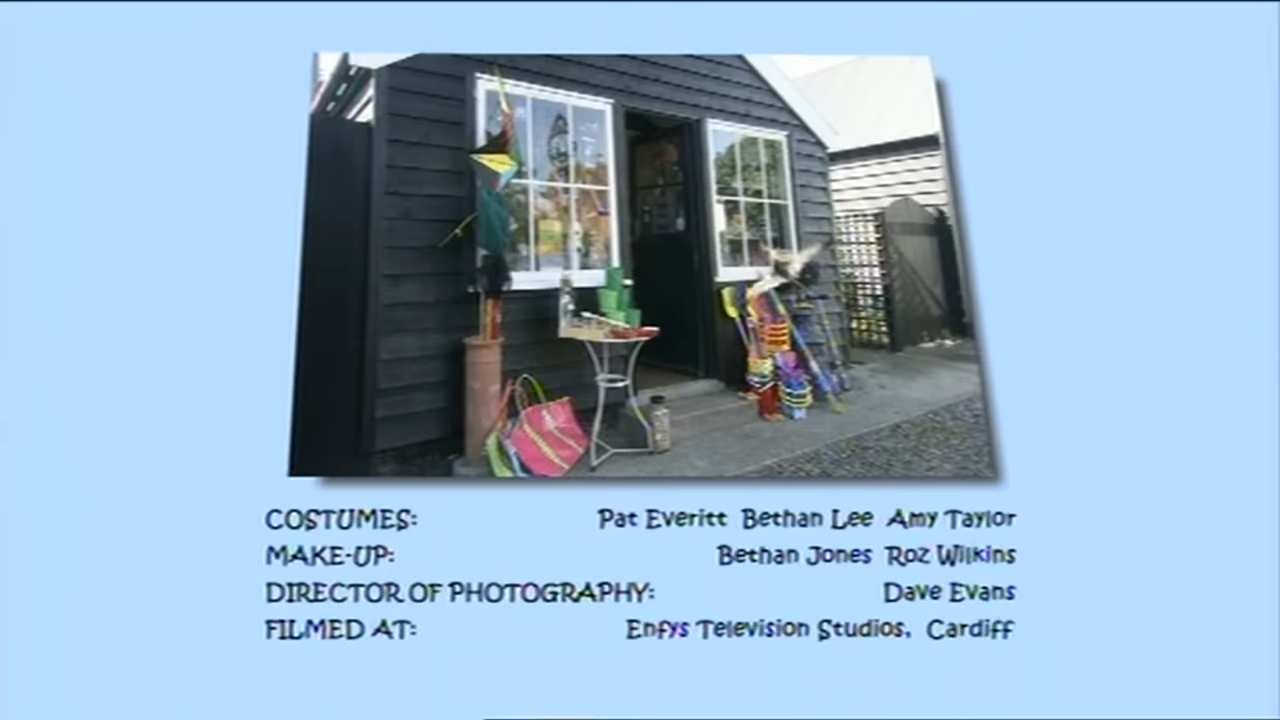 COSTUMES: Pat Everitt Bethan Lee Amy Taylor
MAKE-UP: Bethan Jones Roz Wilkins
DIRECTOR OF PHOTOGRAPHY: Dave Evans
FILMED AT: Enfys Television Studios, Cardiff